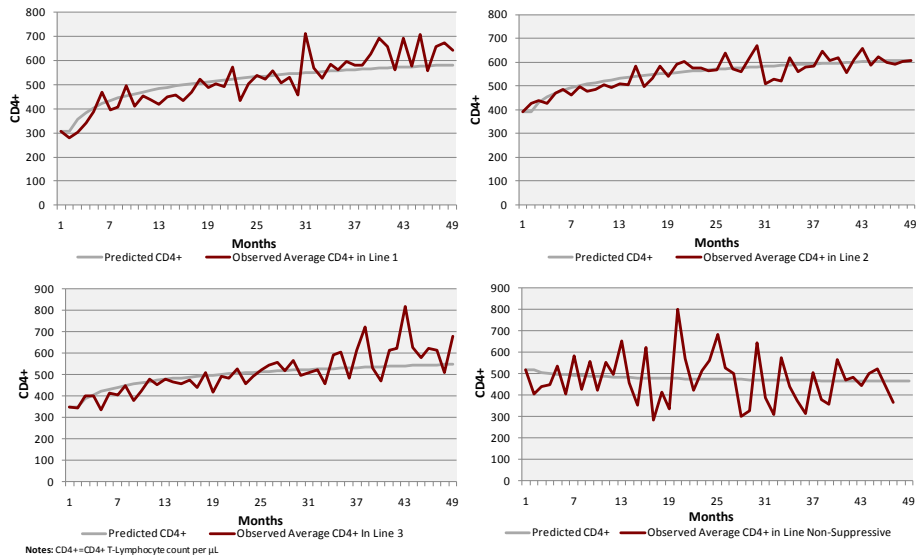 800
700
600
500
400
300
200
100
0
CD4+
1 7 13 19 25 31 37 43 49
Months
Predicted CD4+ Observed Average CD4+ in Line 1
800
700
600
500
400
300
200
100
0
CD4+
1 7 13 19 25 31 37 43 49
Months
Predicted CD4+ Observed Average CD4+ in Line 2
900
800
700
600
500
400
300
200
100
0
CD4+
1 7 13 19 25 31 37 43 49
Months
Predicted CD4+ Observed Average CD4+ In Line 3
900
800
700
600
500
400
300
200
100
0
CD4+
1 7 13 19 25 31 37 43 49
Months
Predicted CD4+ Observed Average CD4+ in Line Non-Suppressive
Notes: CD4+=CD4+ T-Lymphocyte count per µL